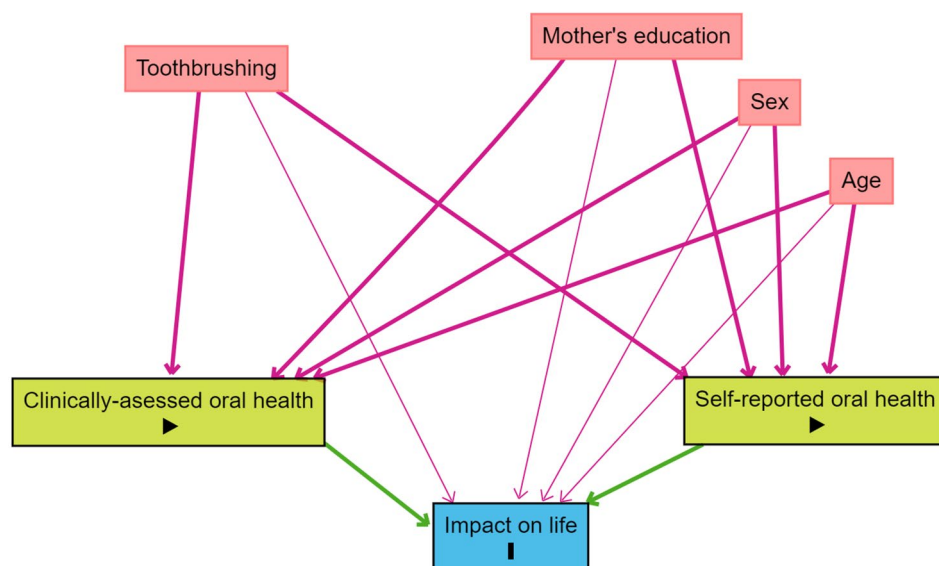 Mother's education
Toothbrushing
Sex
Age
Clinically-asessed oral health
Self-reported oral health
Impact on life